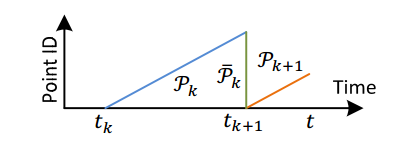 Point ID
𝒫ₖ
𝒫̄ₖ
𝒫ₖ₊₁
Time
tₖ
tₖ₊₁
t